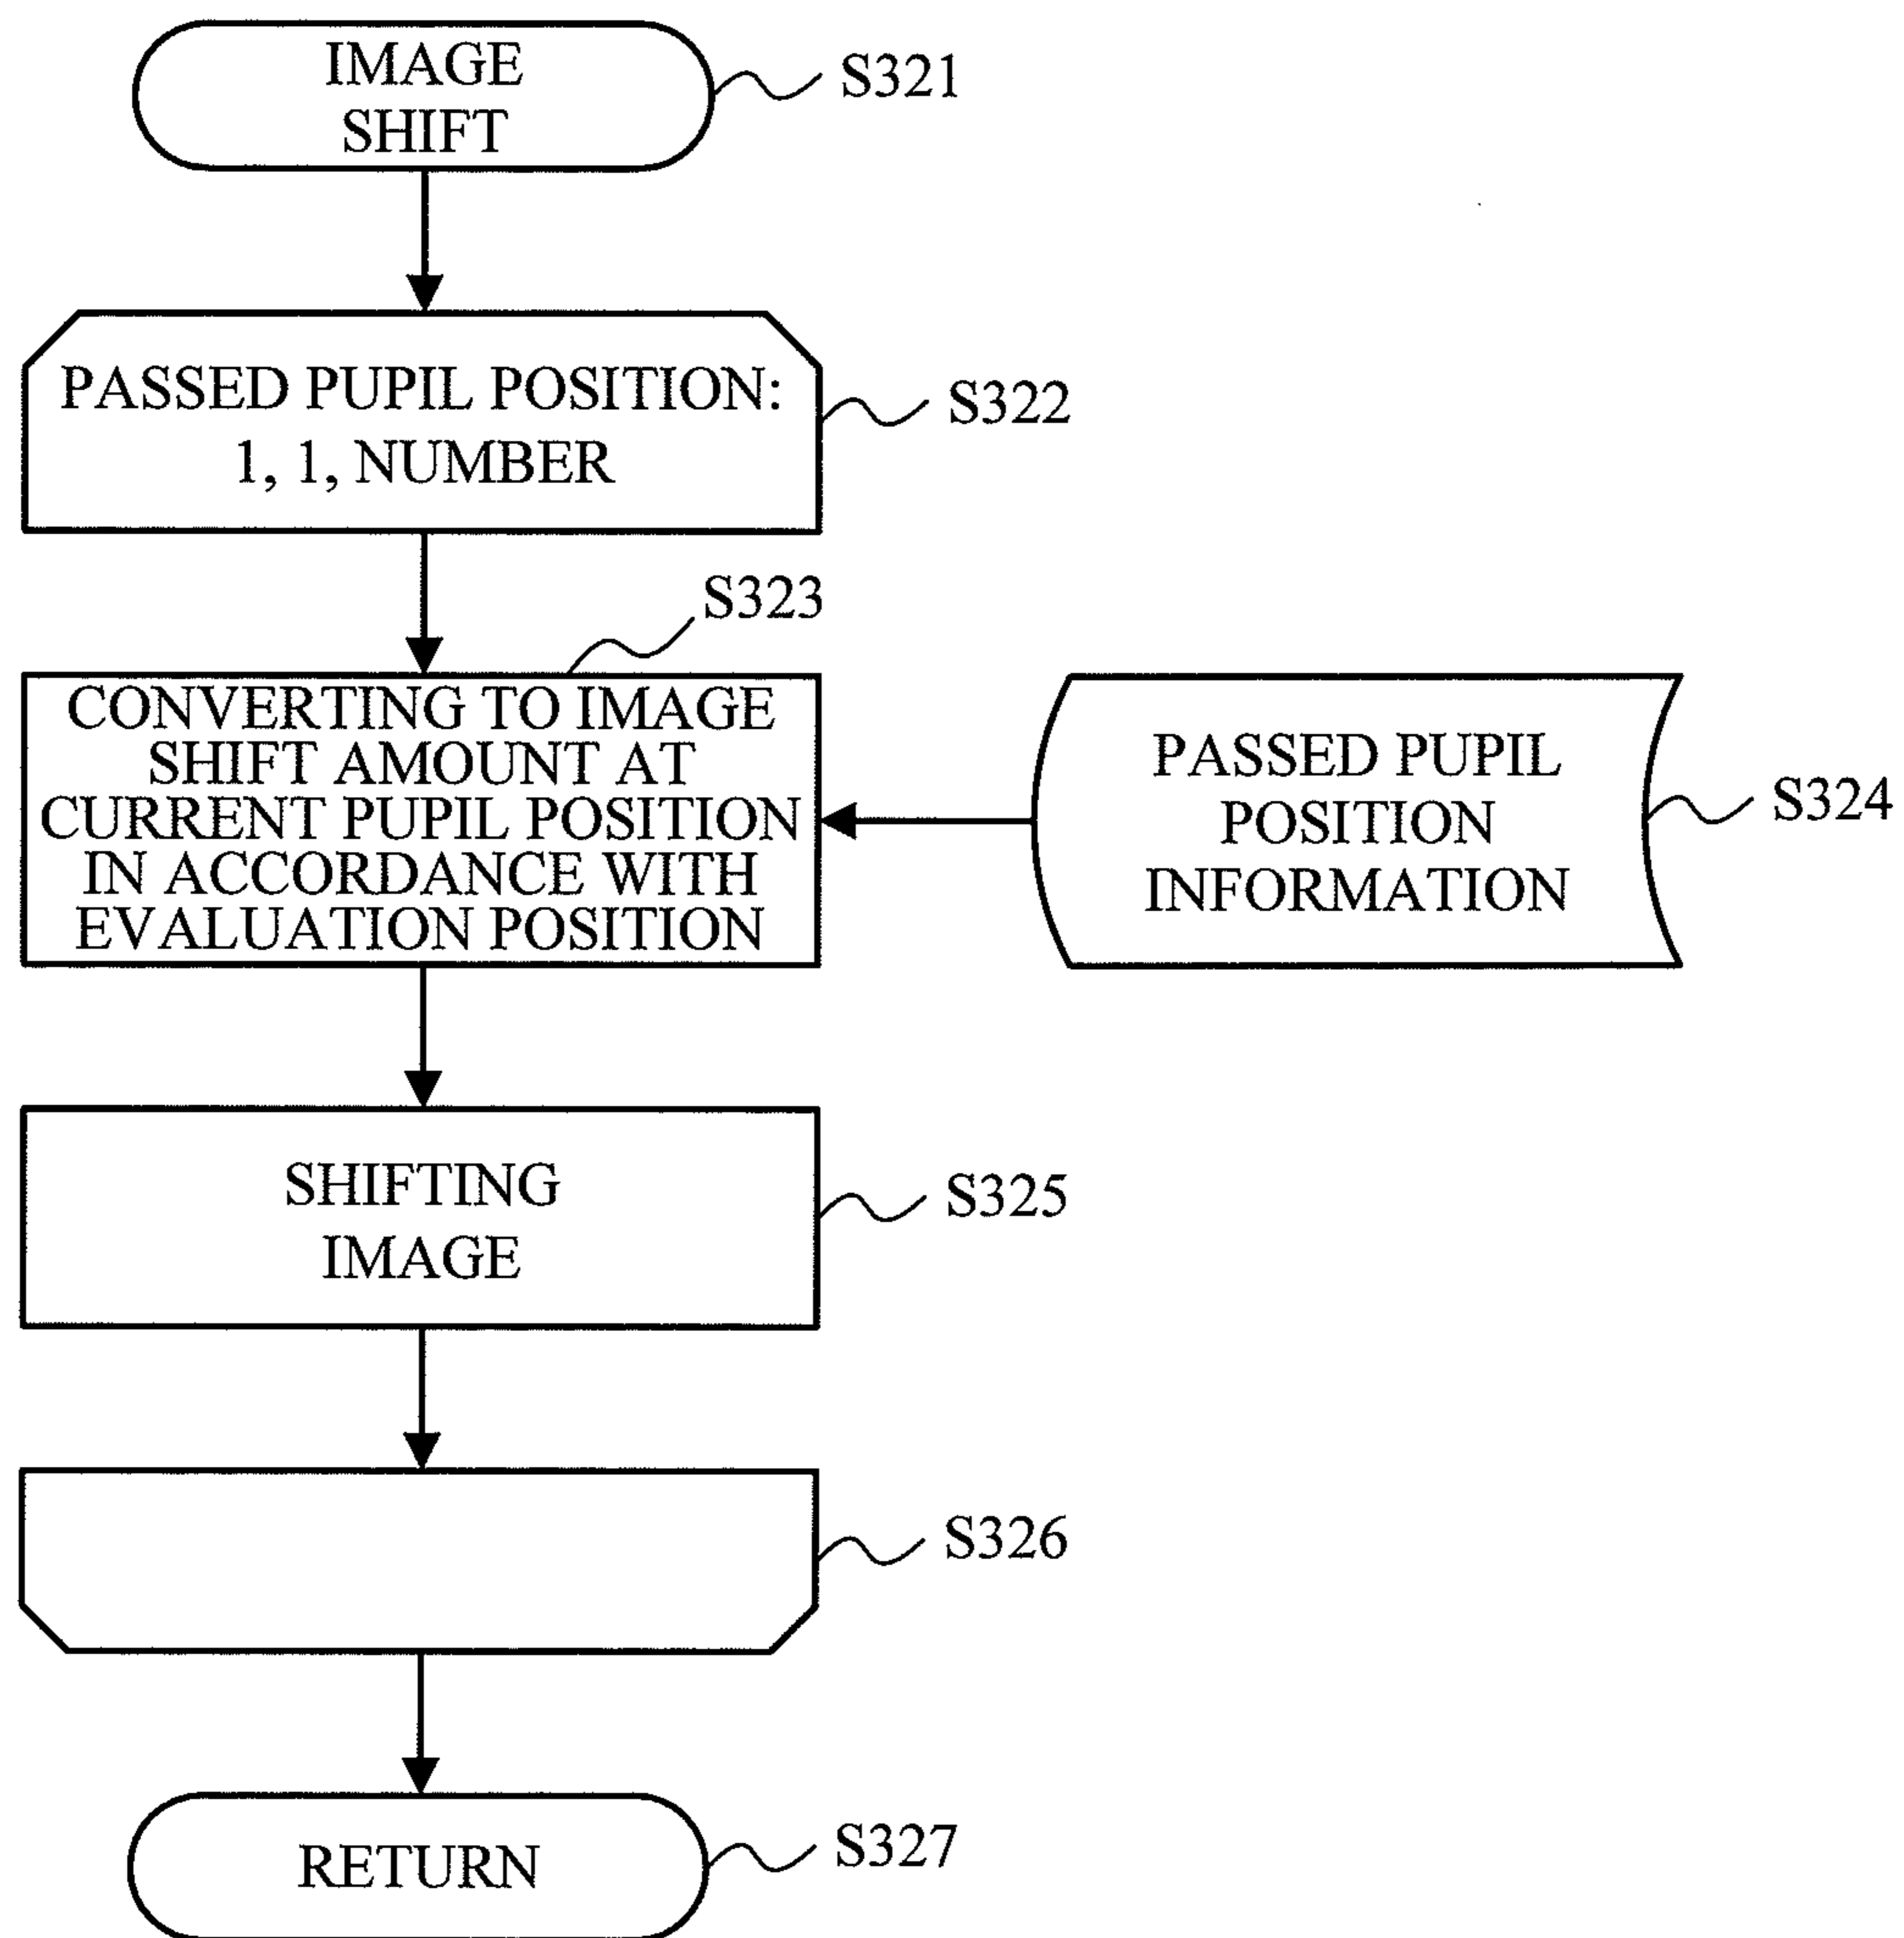 IMAGE
SHIFT
S321
PASSED PUPIL POSITION:
1, 1, NUMBER
S322
S323
CONVERTING TO IMAGE
SHIFT AMOUNT AT
CURRENT PUPIL POSITION
IN ACCORDANCE WITH
EVALUATION POSITION
PASSED PUPIL
POSITION
INFORMATION
S324
SHIFTING
IMAGE
S325
S326
RETURN
S327